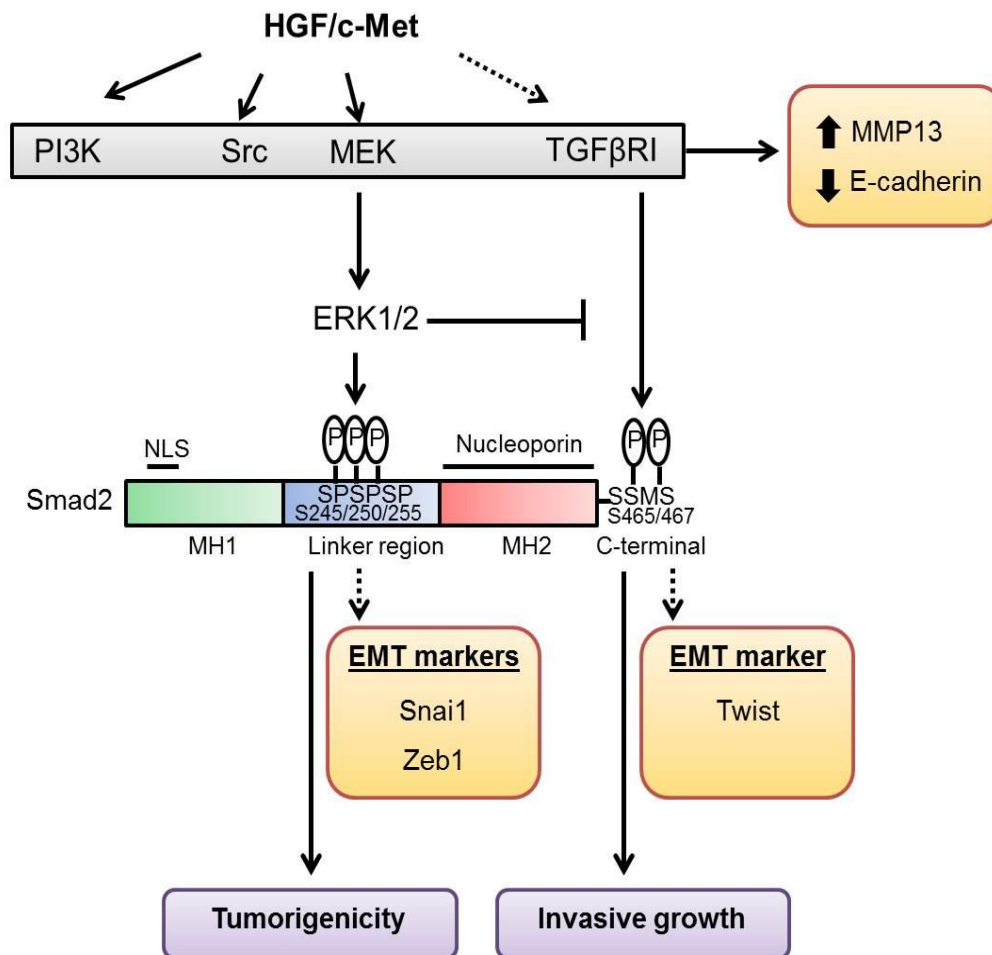 HGF/c-Met
PI3K Src MEK TGFβRI
MMP13
E-cadherin
ERK1/2
P P P
P P
NLS
Nucleoporin
Smad2
SPSPSP
S245/250/255
SSMS
S465/467
MH1 Linker region MH2 C-terminal
EMT markers
Snai1
Zeb1
EMT marker
Twist
Tumorigenicity
Invasive growth